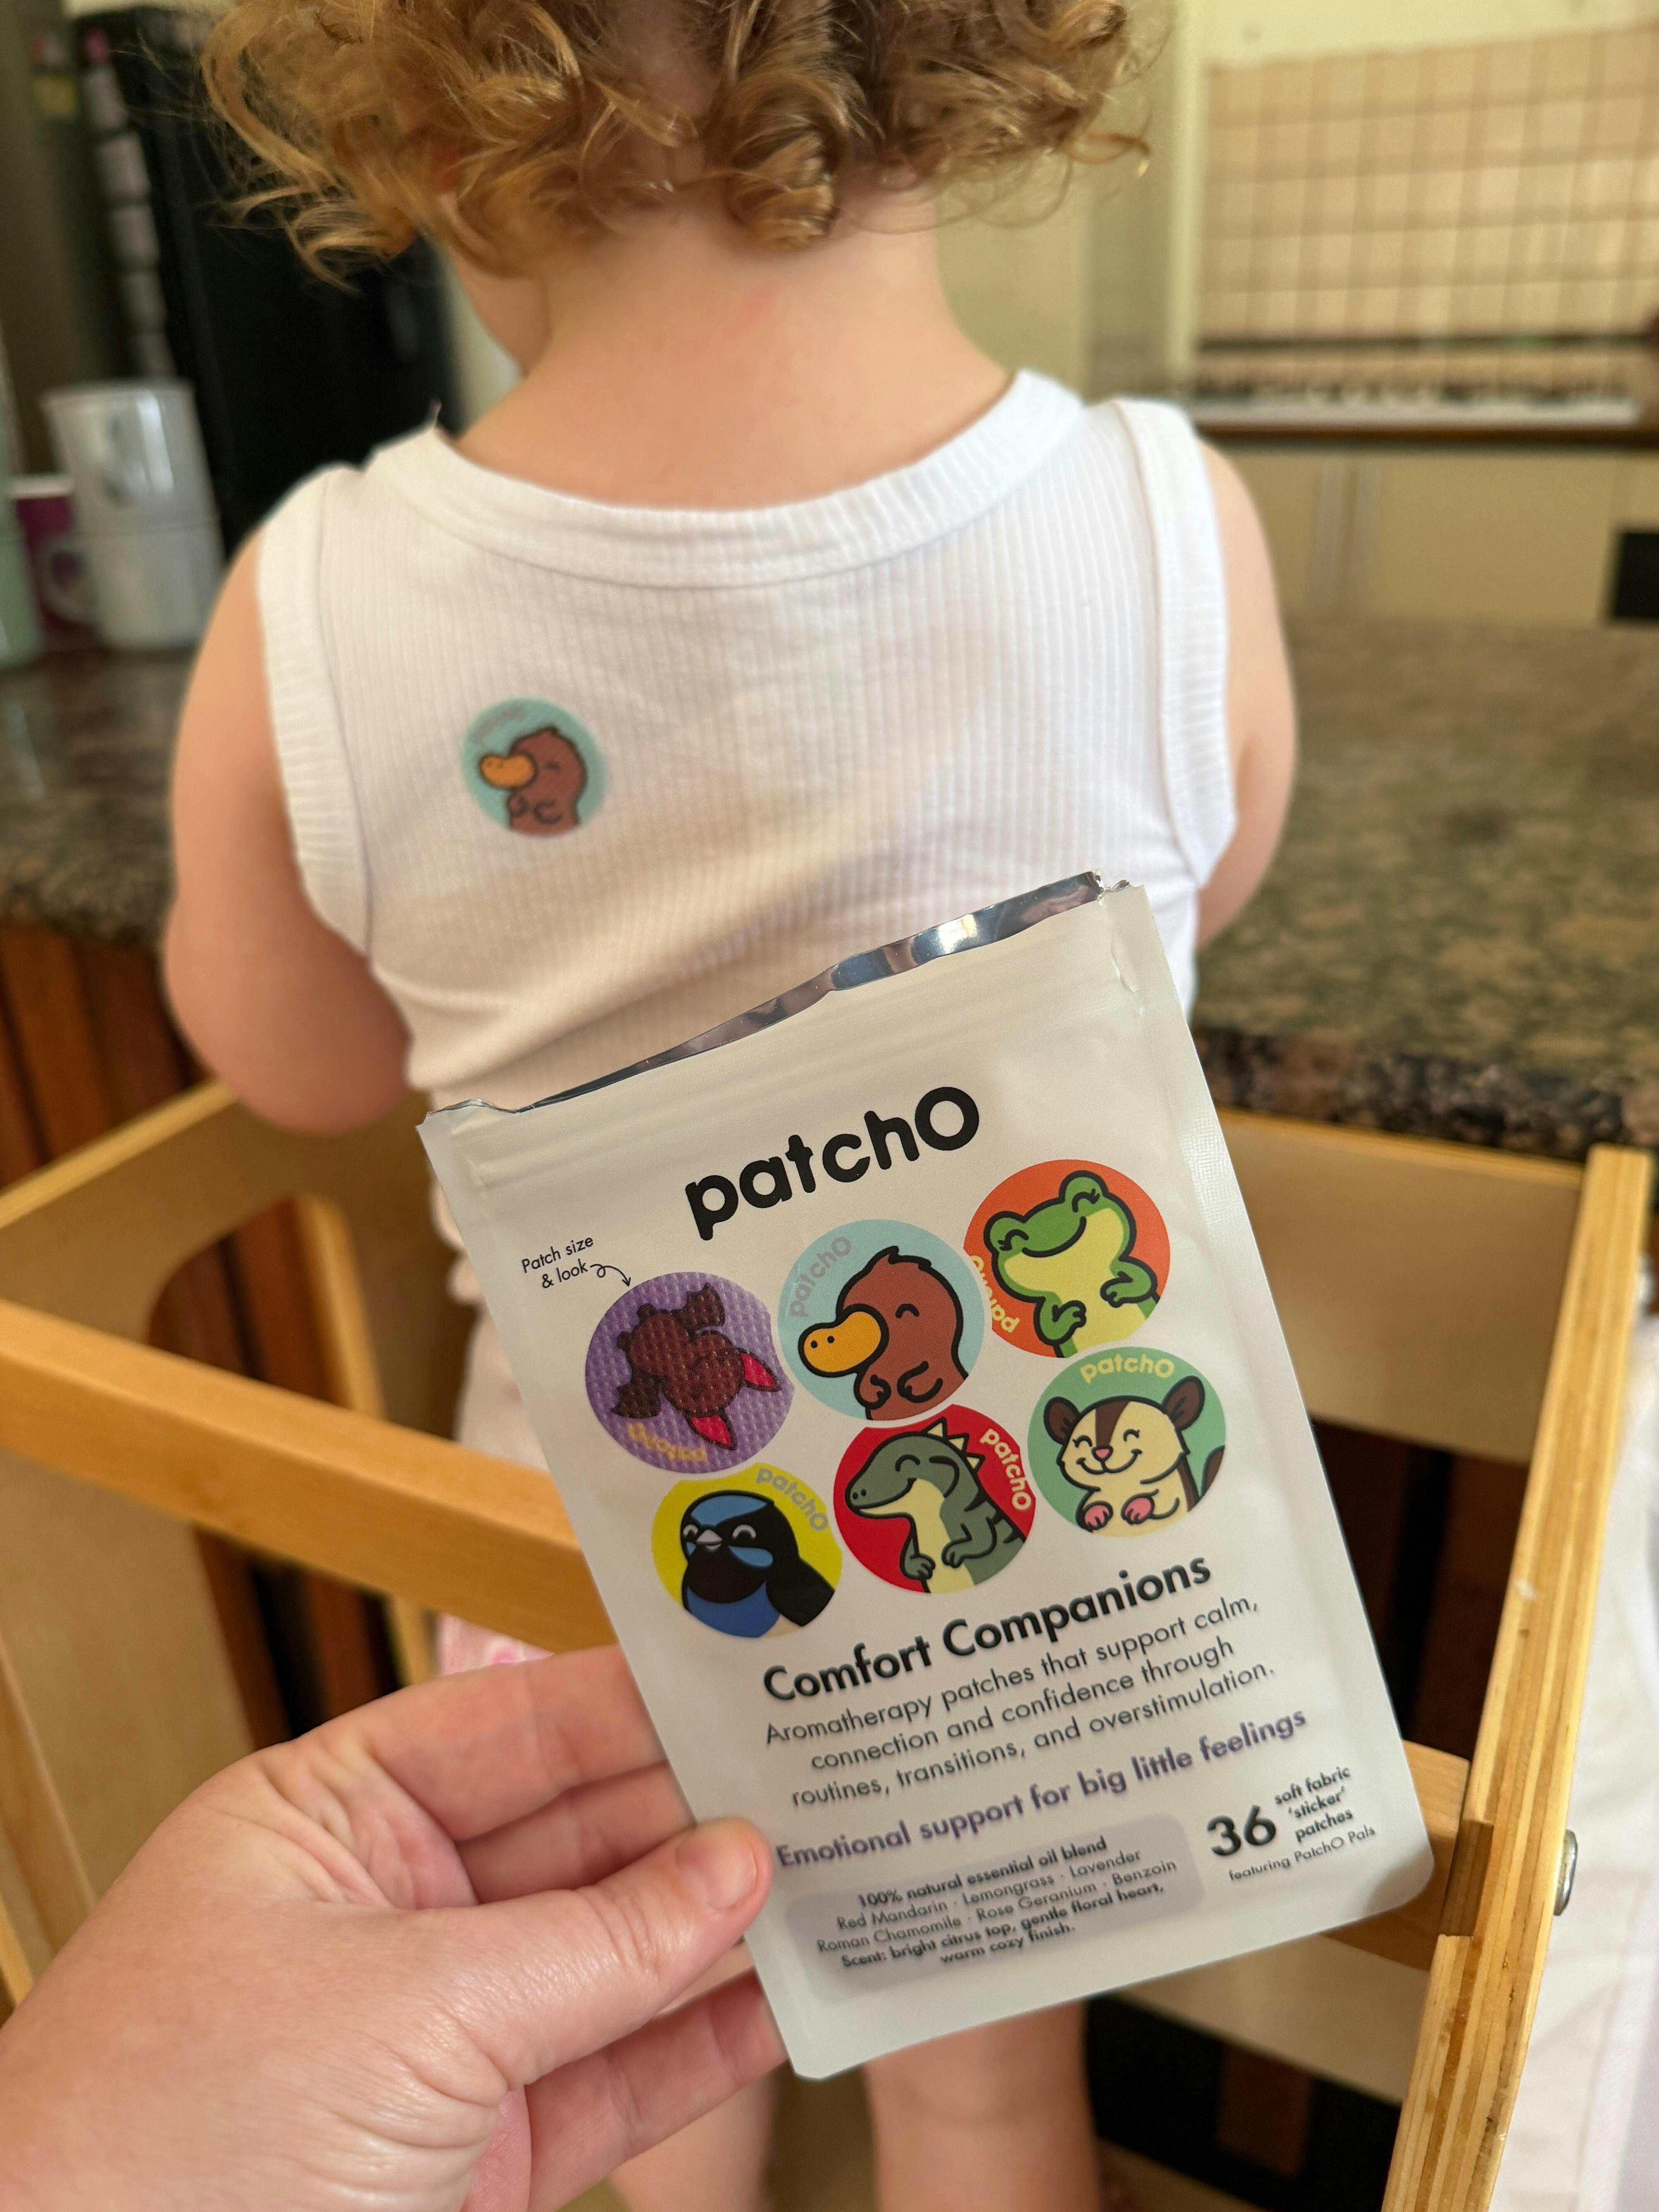 patchO
Patch size
& look
patchO
patchO
patchO
patchO
patchO
patchO
Comfort Companions
Aromatherapy patches that support calm,
connection and confidence through
routines, transitions, and overstimulation.
Emotional support for big little feelings
100% natural essential oil blend
Red Mandarin · Lemongrass · Lavender
Roman Chamomile · Rose Geranium · Benzoin
Scent: bright citrus top, gentle floral heart,
warm cozy finish.
36
soft fabric
'sticker'
patches
featuring PatchO Pals